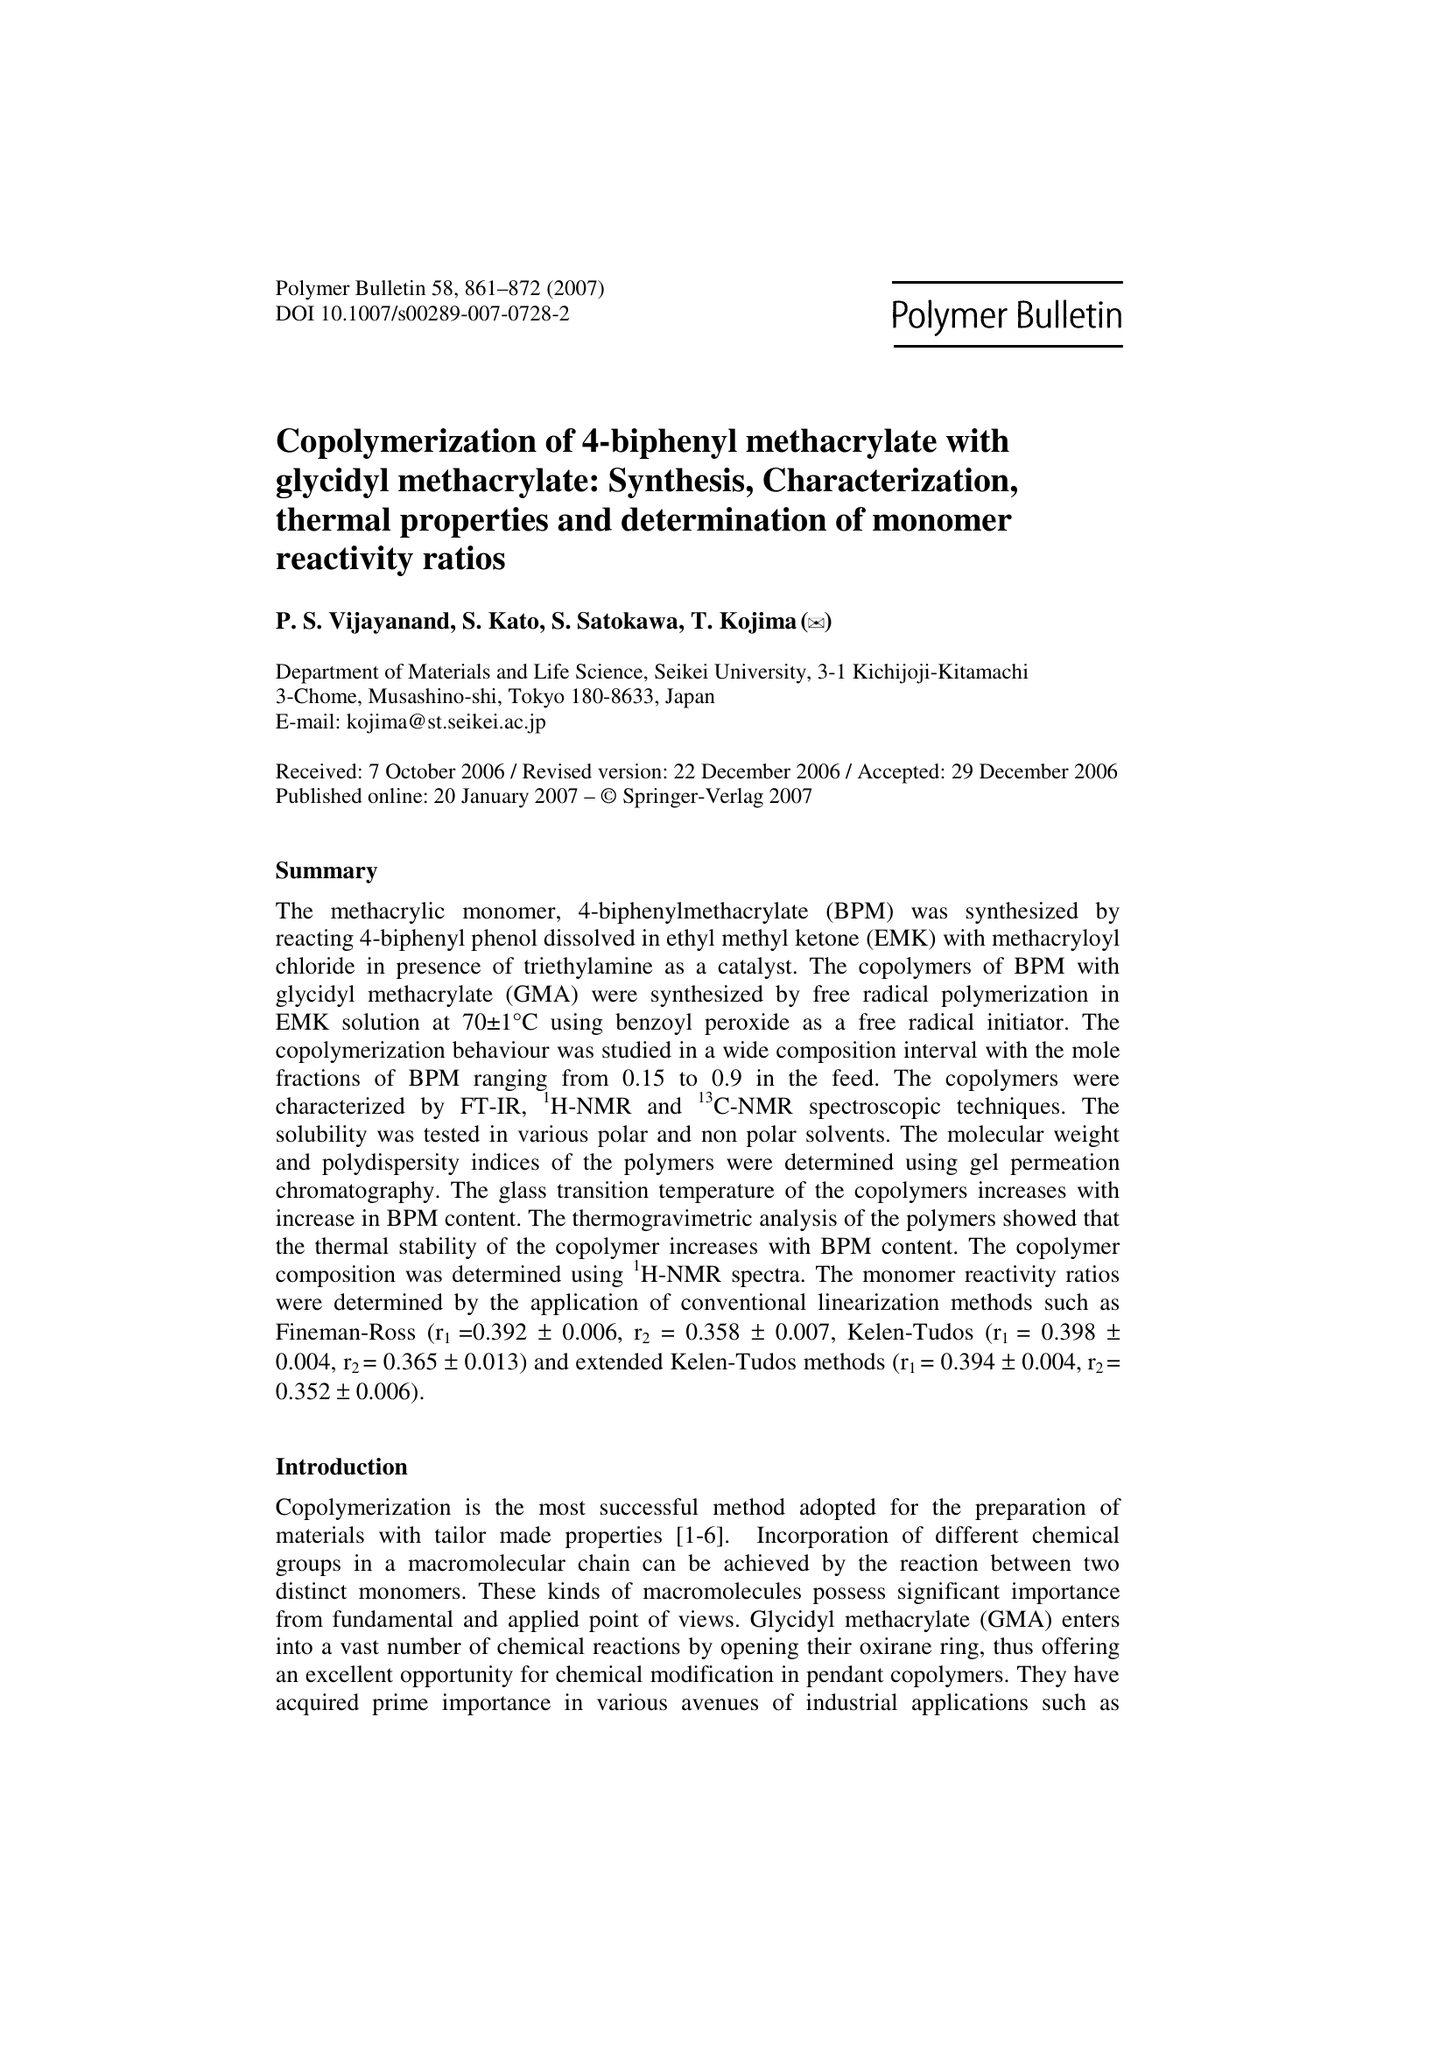 Polymer Bulletin 58, 861–872 (2007)
DOI 10.1007/s00289-007-0728-2
Polymer Bulletin
Copolymerization of 4-biphenyl methacrylate with
glycidyl methacrylate: Synthesis, Characterization,
thermal properties and determination of monomer
reactivity ratios
P. S. Vijayanand, S. Kato, S. Satokawa, T. Kojima (✉)
Department of Materials and Life Science, Seikei University, 3-1 Kichijoji-Kitamachi
3-Chome, Musashino-shi, Tokyo 180-8633, Japan
E-mail: kojima@st.seikei.ac.jp
Received: 7 October 2006 / Revised version: 22 December 2006 / Accepted: 29 December 2006
Published online: 20 January 2007 – © Springer-Verlag 2007
Summary
The methacrylic monomer, 4-biphenylmethacrylate (BPM) was synthesized by
reacting 4-biphenyl phenol dissolved in ethyl methyl ketone (EMK) with methacryloyl
chloride in presence of triethylamine as a catalyst. The copolymers of BPM with
glycidyl methacrylate (GMA) were synthesized by free radical polymerization in
EMK solution at 70±1°C using benzoyl peroxide as a free radical initiator. The
copolymerization behaviour was studied in a wide composition interval with the mole
fractions of BPM ranging from 0.15 to 0.9 in the feed. The copolymers were
characterized by FT-IR, ¹H-NMR and ¹³C-NMR spectroscopic techniques. The
solubility was tested in various polar and non polar solvents. The molecular weight
and polydispersity indices of the polymers were determined using gel permeation
chromatography. The glass transition temperature of the copolymers increases with
increase in BPM content. The thermogravimetric analysis of the polymers showed that
the thermal stability of the copolymer increases with BPM content. The copolymer
composition was determined using ¹H-NMR spectra. The monomer reactivity ratios
were determined by the application of conventional linearization methods such as
Fineman-Ross (r₁ =0.392 ± 0.006, r₂ = 0.358 ± 0.007, Kelen-Tudos (r₁ = 0.398 ±
0.004, r₂ = 0.365 ± 0.013) and extended Kelen-Tudos methods (r₁ = 0.394 ± 0.004, r₂ =
0.352 ± 0.006).
Introduction
Copolymerization is the most successful method adopted for the preparation of
materials with tailor made properties [1-6]. Incorporation of different chemical
groups in a macromolecular chain can be achieved by the reaction between two
distinct monomers. These kinds of macromolecules possess significant importance
from fundamental and applied point of views. Glycidyl methacrylate (GMA) enters
into a vast number of chemical reactions by opening their oxirane ring, thus offering
an excellent opportunity for chemical modification in pendant copolymers. They have
acquired prime importance in various avenues of industrial applications such as